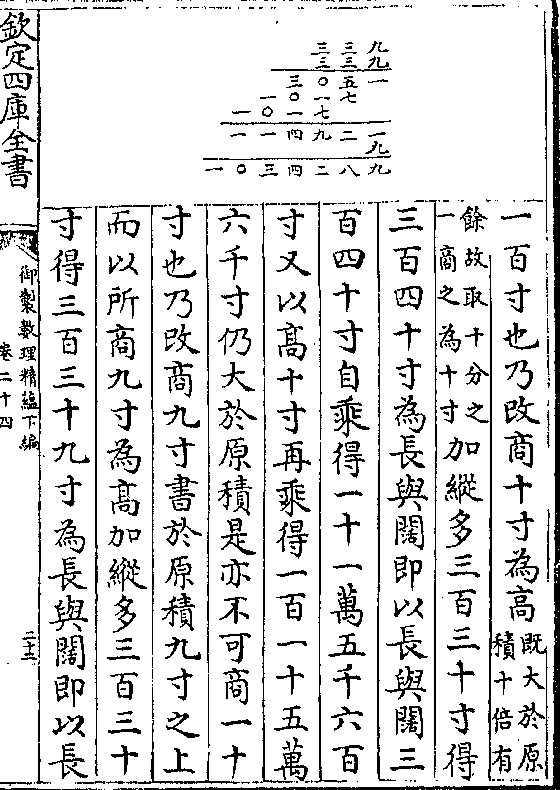 三三九
三三九
三〇五一
一〇一七
一〇一七
一一四九二一
九
一〇三四二八九
一百寸也乃改商十寸為高既大於原
積十倍有
餘故取十分之
一商之為十寸加縱多三百三十寸得
三百四十寸為長與闊即以長與闊三
百四十寸自乘得一十一萬五千六百
寸又以髙十寸再乘得一百一十五萬
六千寸仍大於原積是亦不可商一十
寸也乃改商九寸書於原積九寸之上
而以所商九寸為髙加縱多三百三十
寸得三百三十九寸為長與闊即以長
欽定四庫全書
御製數理精蘊下編
卷二十四
二十三